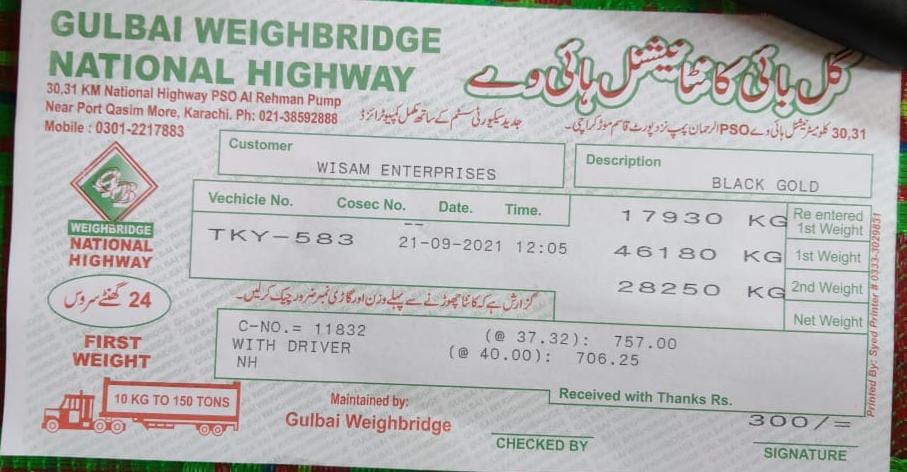 GULBAI WEIGHBRIDGE
NATIONAL HIGHWAY
گل بائی کانٹا نیشنل ہائی وے
30,31 KM National Highway PSO Al Rehman Pump
Near Port Qasim More, Karachi. Ph: 021-38592888
Mobile : 0301-2217883
جدید سیکیورٹی سسٹم کے ساتھ مکمل کمپیوٹرائزڈ
30,31 کلومیٹر نیشنل ہائی وے PSO الرحمان پمپ نزد پورٹ قاسم موڑ کراچی۔
Customer
WISAM ENTERPRISES
Description
BLACK GOLD
GB
WEIGHBRIDGE
NATIONAL
HIGHWAY
Vechicle No. Cosec No. Date. Time.
--
TKY-583 21-09-2021 12:05
17930 KG Re entered 1st Weight
46180 KG 1st Weight
28250 KG 2nd Weight
Net Weight
24 گھنٹے سروس
گزارش ہے کہ کانٹا چھوڑنے سے پہلے وزن اور گاڑی نمبر ضرور چیک کرلیں۔
FIRST
WEIGHT
C-NO.= 11832 (@ 37.32): 757.00
WITH DRIVER (@ 40.00): 706.25
NH
10 KG TO 150 TONS
Maintained by:
Gulbai Weighbridge
Received with Thanks Rs.
300/=
CHECKED BY
SIGNATURE
Printed By: Syed Printer # 0333-3029831